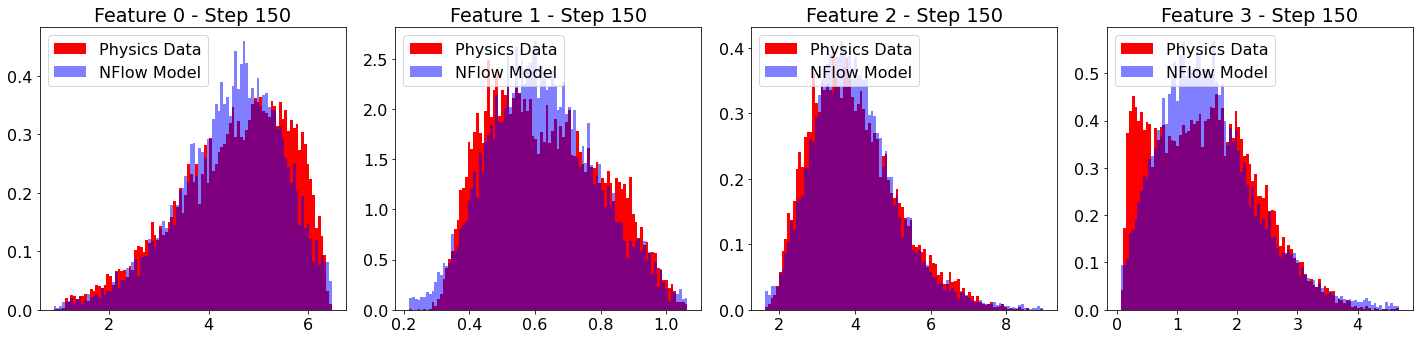 Feature 0 - Step 150
Physics Data
NFlow Model
0.4
0.3
0.2
0.1
0.0
2 4 6
Feature 1 - Step 150
Physics Data
NFlow Model
2.5
2.0
1.5
1.0
0.5
0.0
0.2 0.4 0.6 0.8 1.0
Feature 2 - Step 150
Physics Data
NFlow Model
0.4
0.3
0.2
0.1
0.0
2 4 6 8
Feature 3 - Step 150
Physics Data
NFlow Model
0.5
0.4
0.3
0.2
0.1
0.0
0 1 2 3 4